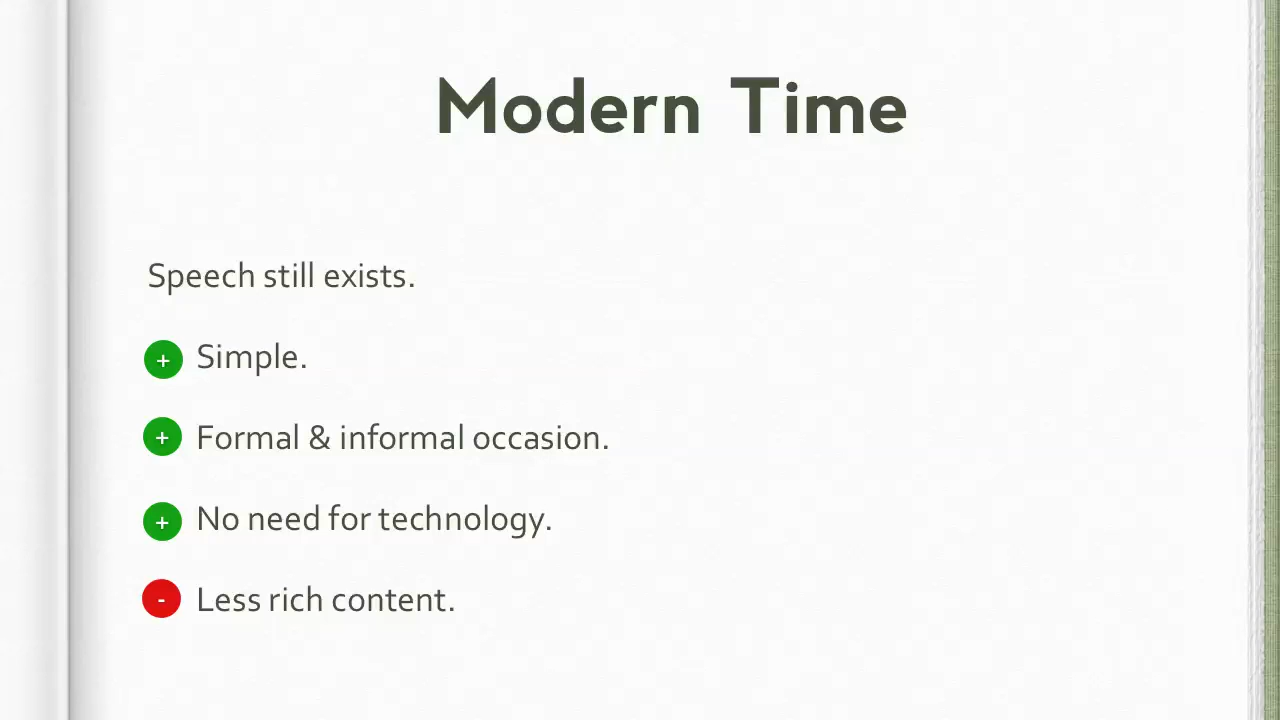 Modern Time
Speech still exists.
+ Simple.
+ Formal & informal occasion.
+ No need for technology.
- Less rich content.